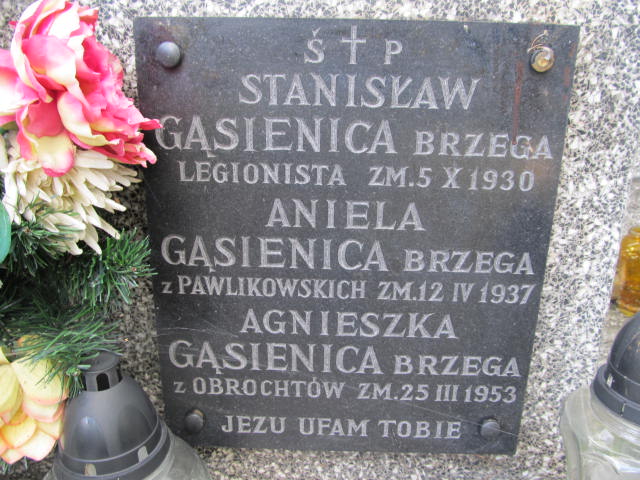 Ś † P
STANISŁAW
GĄSIENICA BRZEGA
LEGIONISTA ZM.5 X 1930
ANIELA
GĄSIENICA BRZEGA
z PAWLIKOWSKICH ZM.12 IV 1937
AGNIESZKA
GĄSIENICA BRZEGA
z OBROCHTÓW ZM.25 III 1953
JEZU UFAM TOBIE